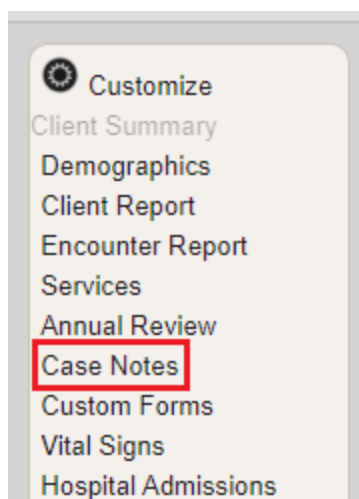 Customize
Client Summary
Demographics
Client Report
Encounter Report
Services
Annual Review
Case Notes
Custom Forms
Vital Signs
Hospital Admissions